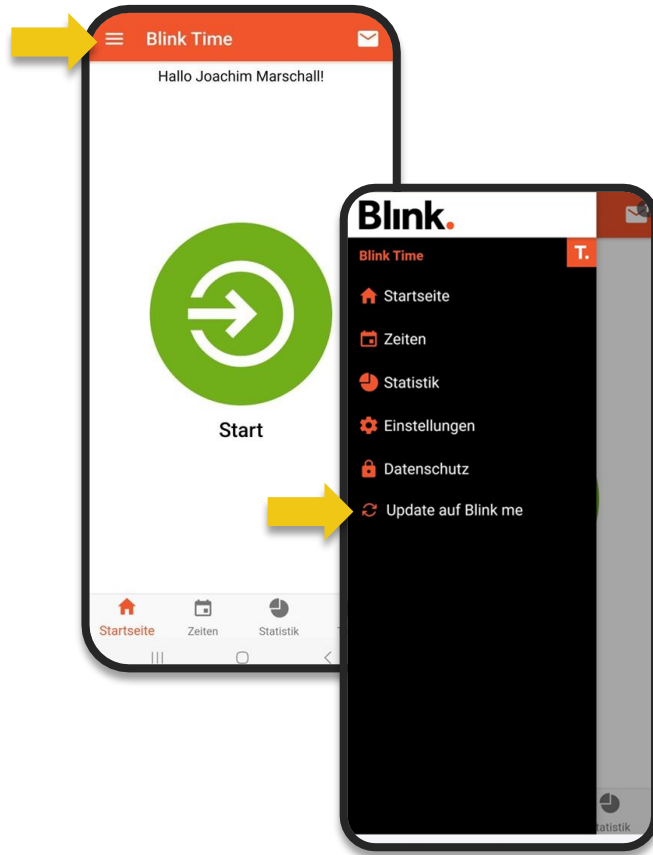 Blink Time
Hallo Joachim Marschall!
Start
Startseite
Zeiten
Statistik
Blink.
Blink Time
T.
Startseite
Zeiten
Statistik
Einstellungen
Datenschutz
Update auf Blink me
tatistik